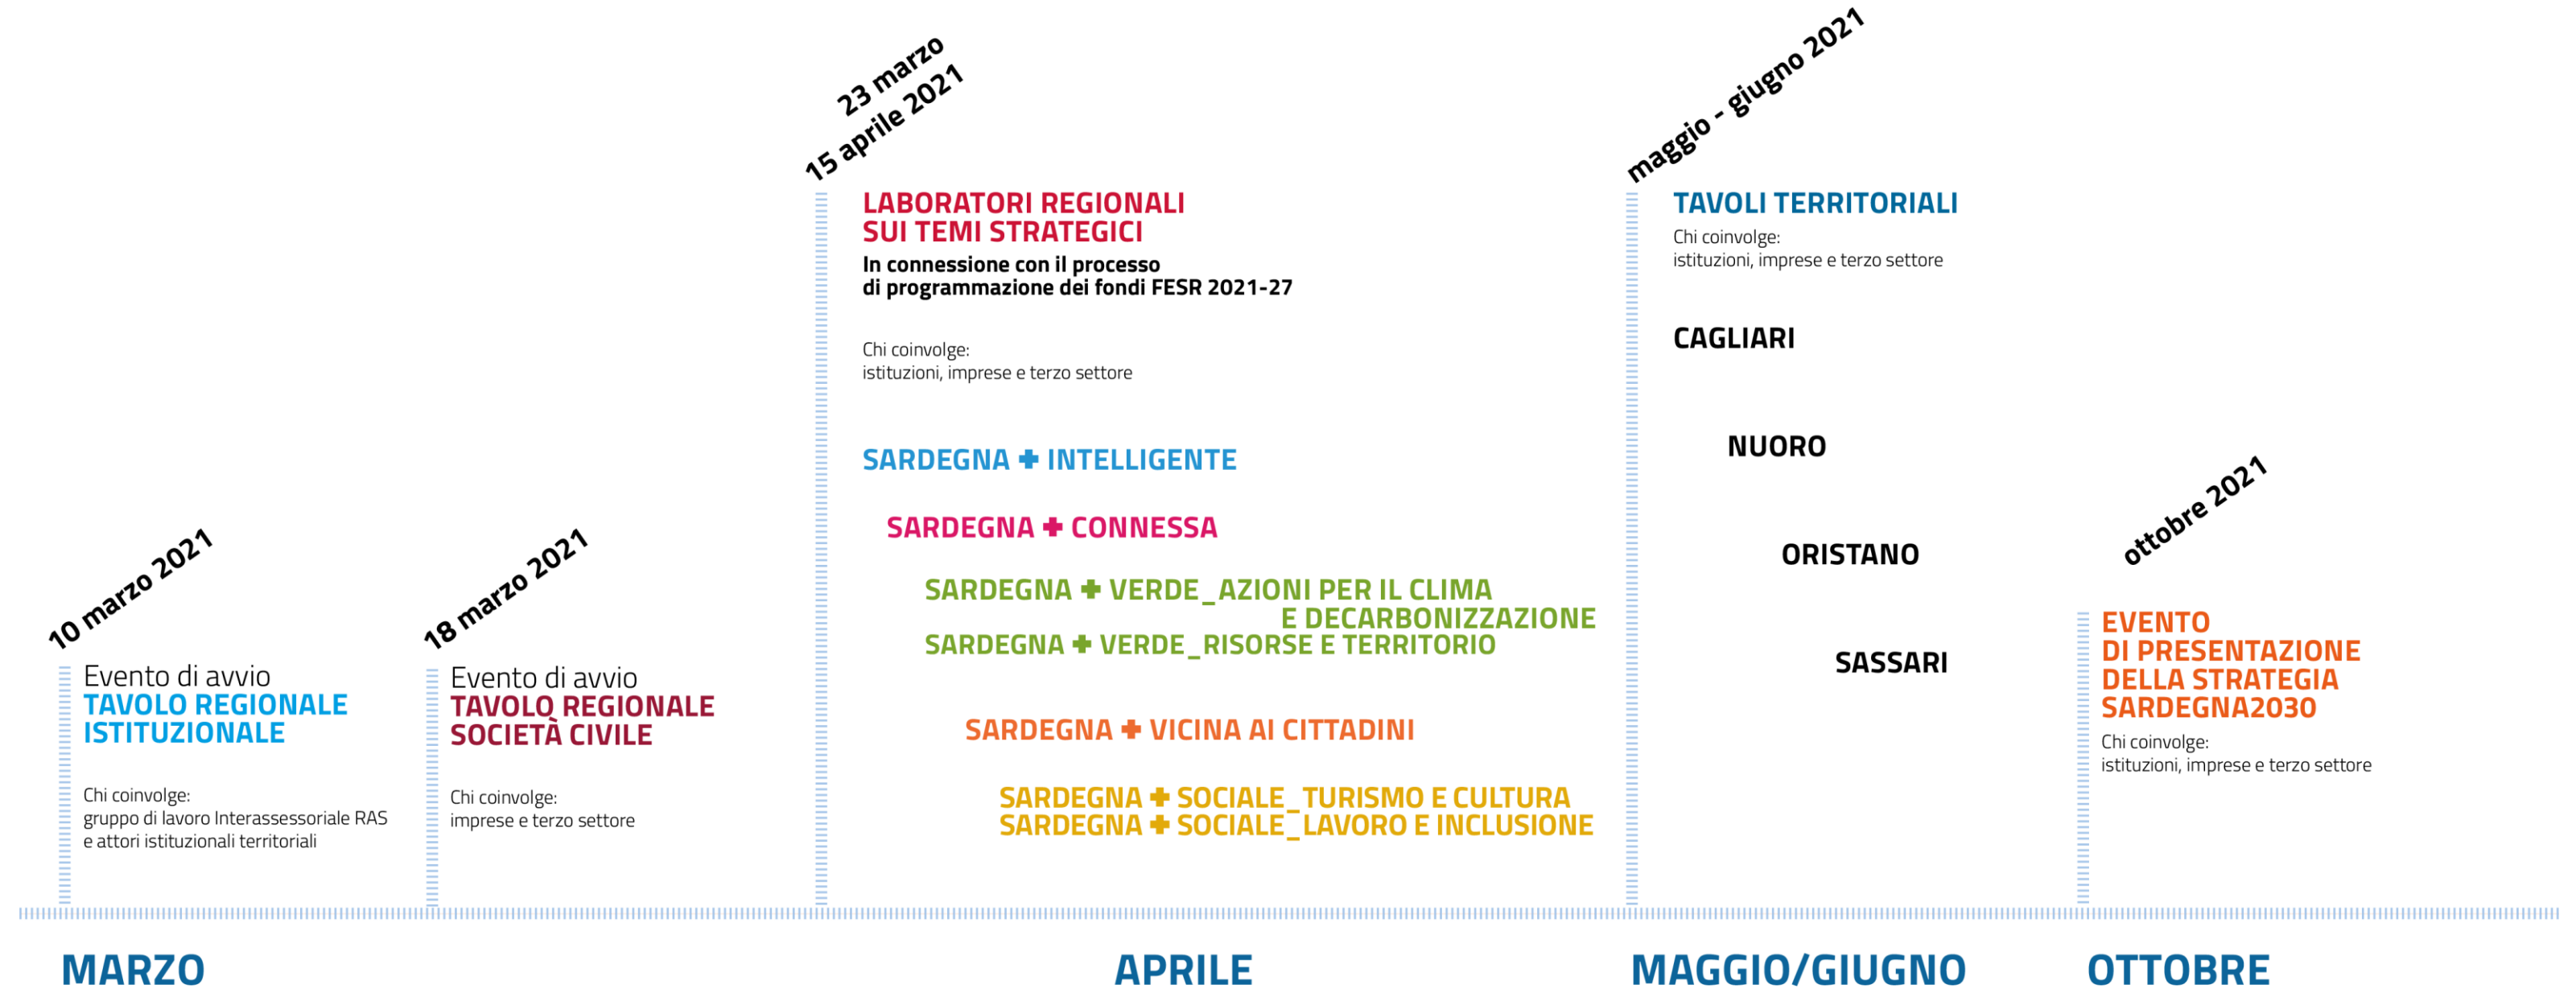 10 marzo 2021
Evento di avvio
TAVOLO REGIONALE
ISTITUZIONALE
Chi coinvolge:
gruppo di lavoro Interassessoriale RAS
e attori istituzionali territoriali
18 marzo 2021
Evento di avvio
TAVOLO REGIONALE
SOCIETÀ CIVILE
Chi coinvolge:
imprese e terzo settore
23 marzo
15 aprile 2021
LABORATORI REGIONALI
SUI TEMI STRATEGICI
In connessione con il processo
di programmazione dei fondi FESR 2021-27
Chi coinvolge:
istituzioni, imprese e terzo settore
SARDEGNA + INTELLIGENTE
SARDEGNA + CONNESSA
SARDEGNA + VERDE_AZIONI PER IL CLIMA
E DECARBONIZZAZIONE
SARDEGNA + VERDE_RISORSE E TERRITORIO
SARDEGNA + VICINA AI CITTADINI
SARDEGNA + SOCIALE_TURISMO E CULTURA
SARDEGNA + SOCIALE_LAVORO E INCLUSIONE
maggio - giugno 2021
TAVOLI TERRITORIALI
Chi coinvolge:
istituzioni, imprese e terzo settore
CAGLIARI
NUORO
ORISTANO
SASSARI
ottobre 2021
EVENTO
DI PRESENTAZIONE
DELLA STRATEGIA
SARDEGNA2030
Chi coinvolge:
istituzioni, imprese e terzo settore
MARZO
APRILE
MAGGIO/GIUGNO
OTTOBRE